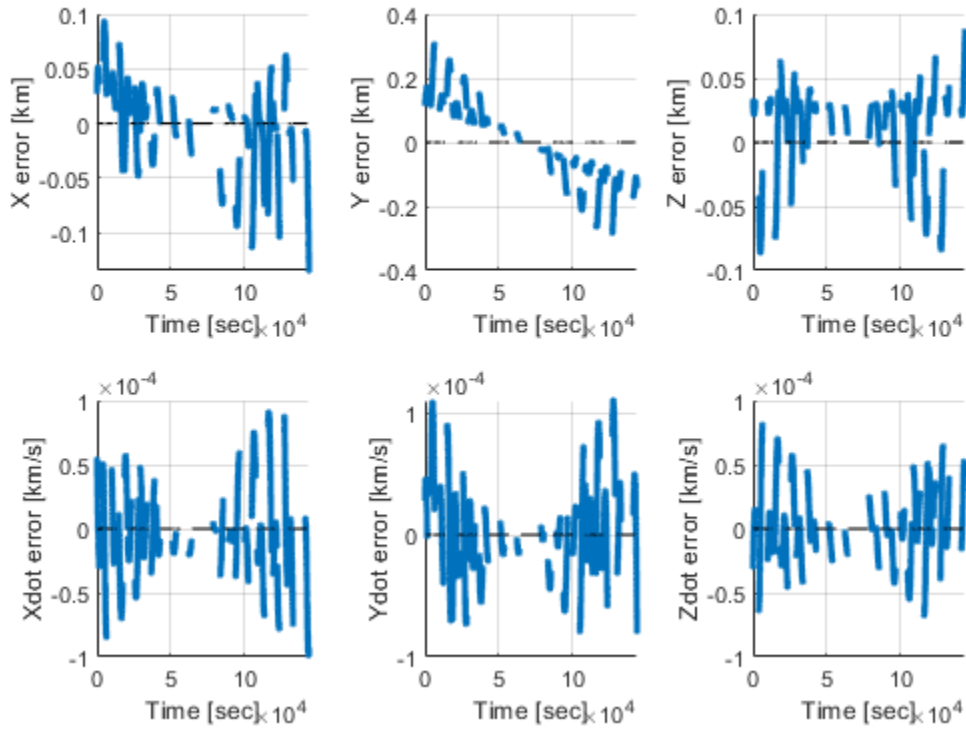 0.1
0.05
0
-0.05
-0.1
X error [km]
0 5 10
Time [sec] ×10^4
0.4
0.2
0
-0.2
-0.4
Y error [km]
0 5 10
Time [sec] ×10^4
0.1
0.05
0
-0.05
-0.1
Z error [km]
0 5 10
Time [sec] ×10^4
×10^-4
1
0.5
0
-0.5
-1
Xdot error [km/s]
0 5 10
Time [sec] ×10^4
×10^-4
1
0
-1
Ydot error [km/s]
0 5 10
Time [sec] ×10^4
×10^-4
1
0.5
0
-0.5
-1
Zdot error [km/s]
0 5 10
Time [sec] ×10^4